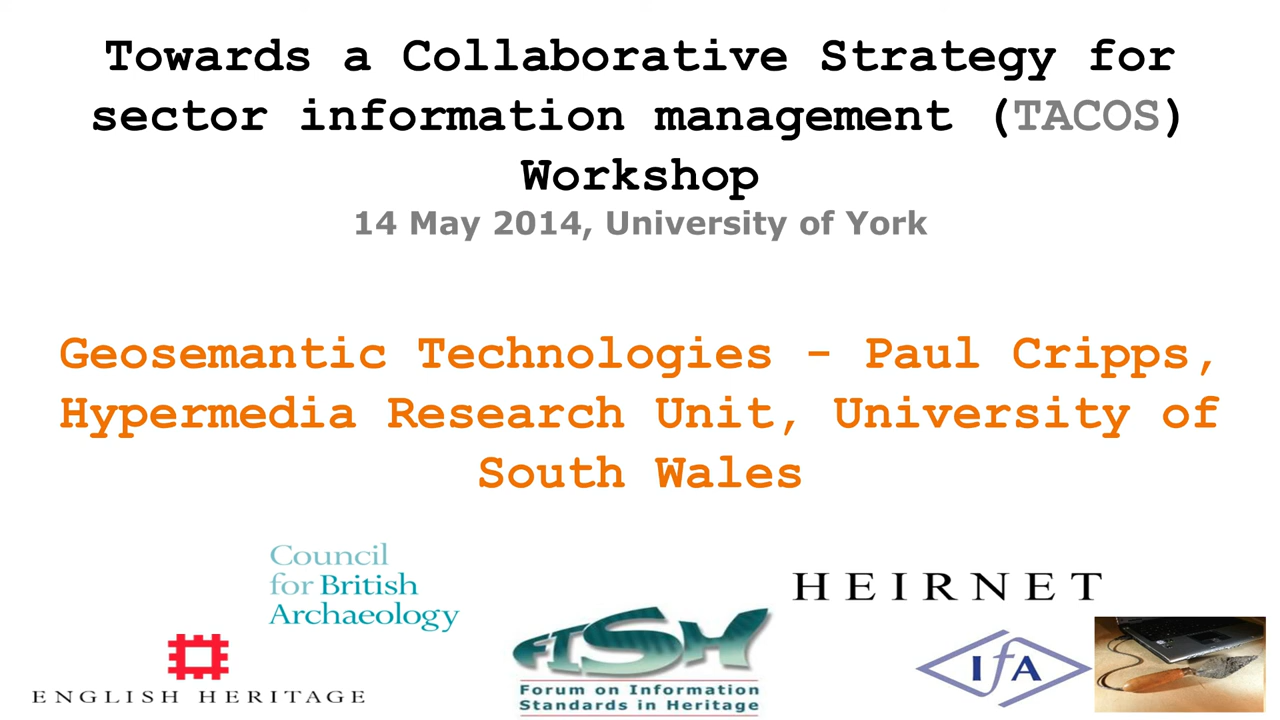 Towards a Collaborative Strategy for
sector information management (TACOS)
Workshop
14 May 2014, University of York
Geosemantic Technologies - Paul Cripps,
Hypermedia Research Unit, University of
South Wales
Council
for British
Archaeology
HEIRNET
FISH
Forum on Information
Standards in Heritage
IfA
ENGLISH HERITAGE